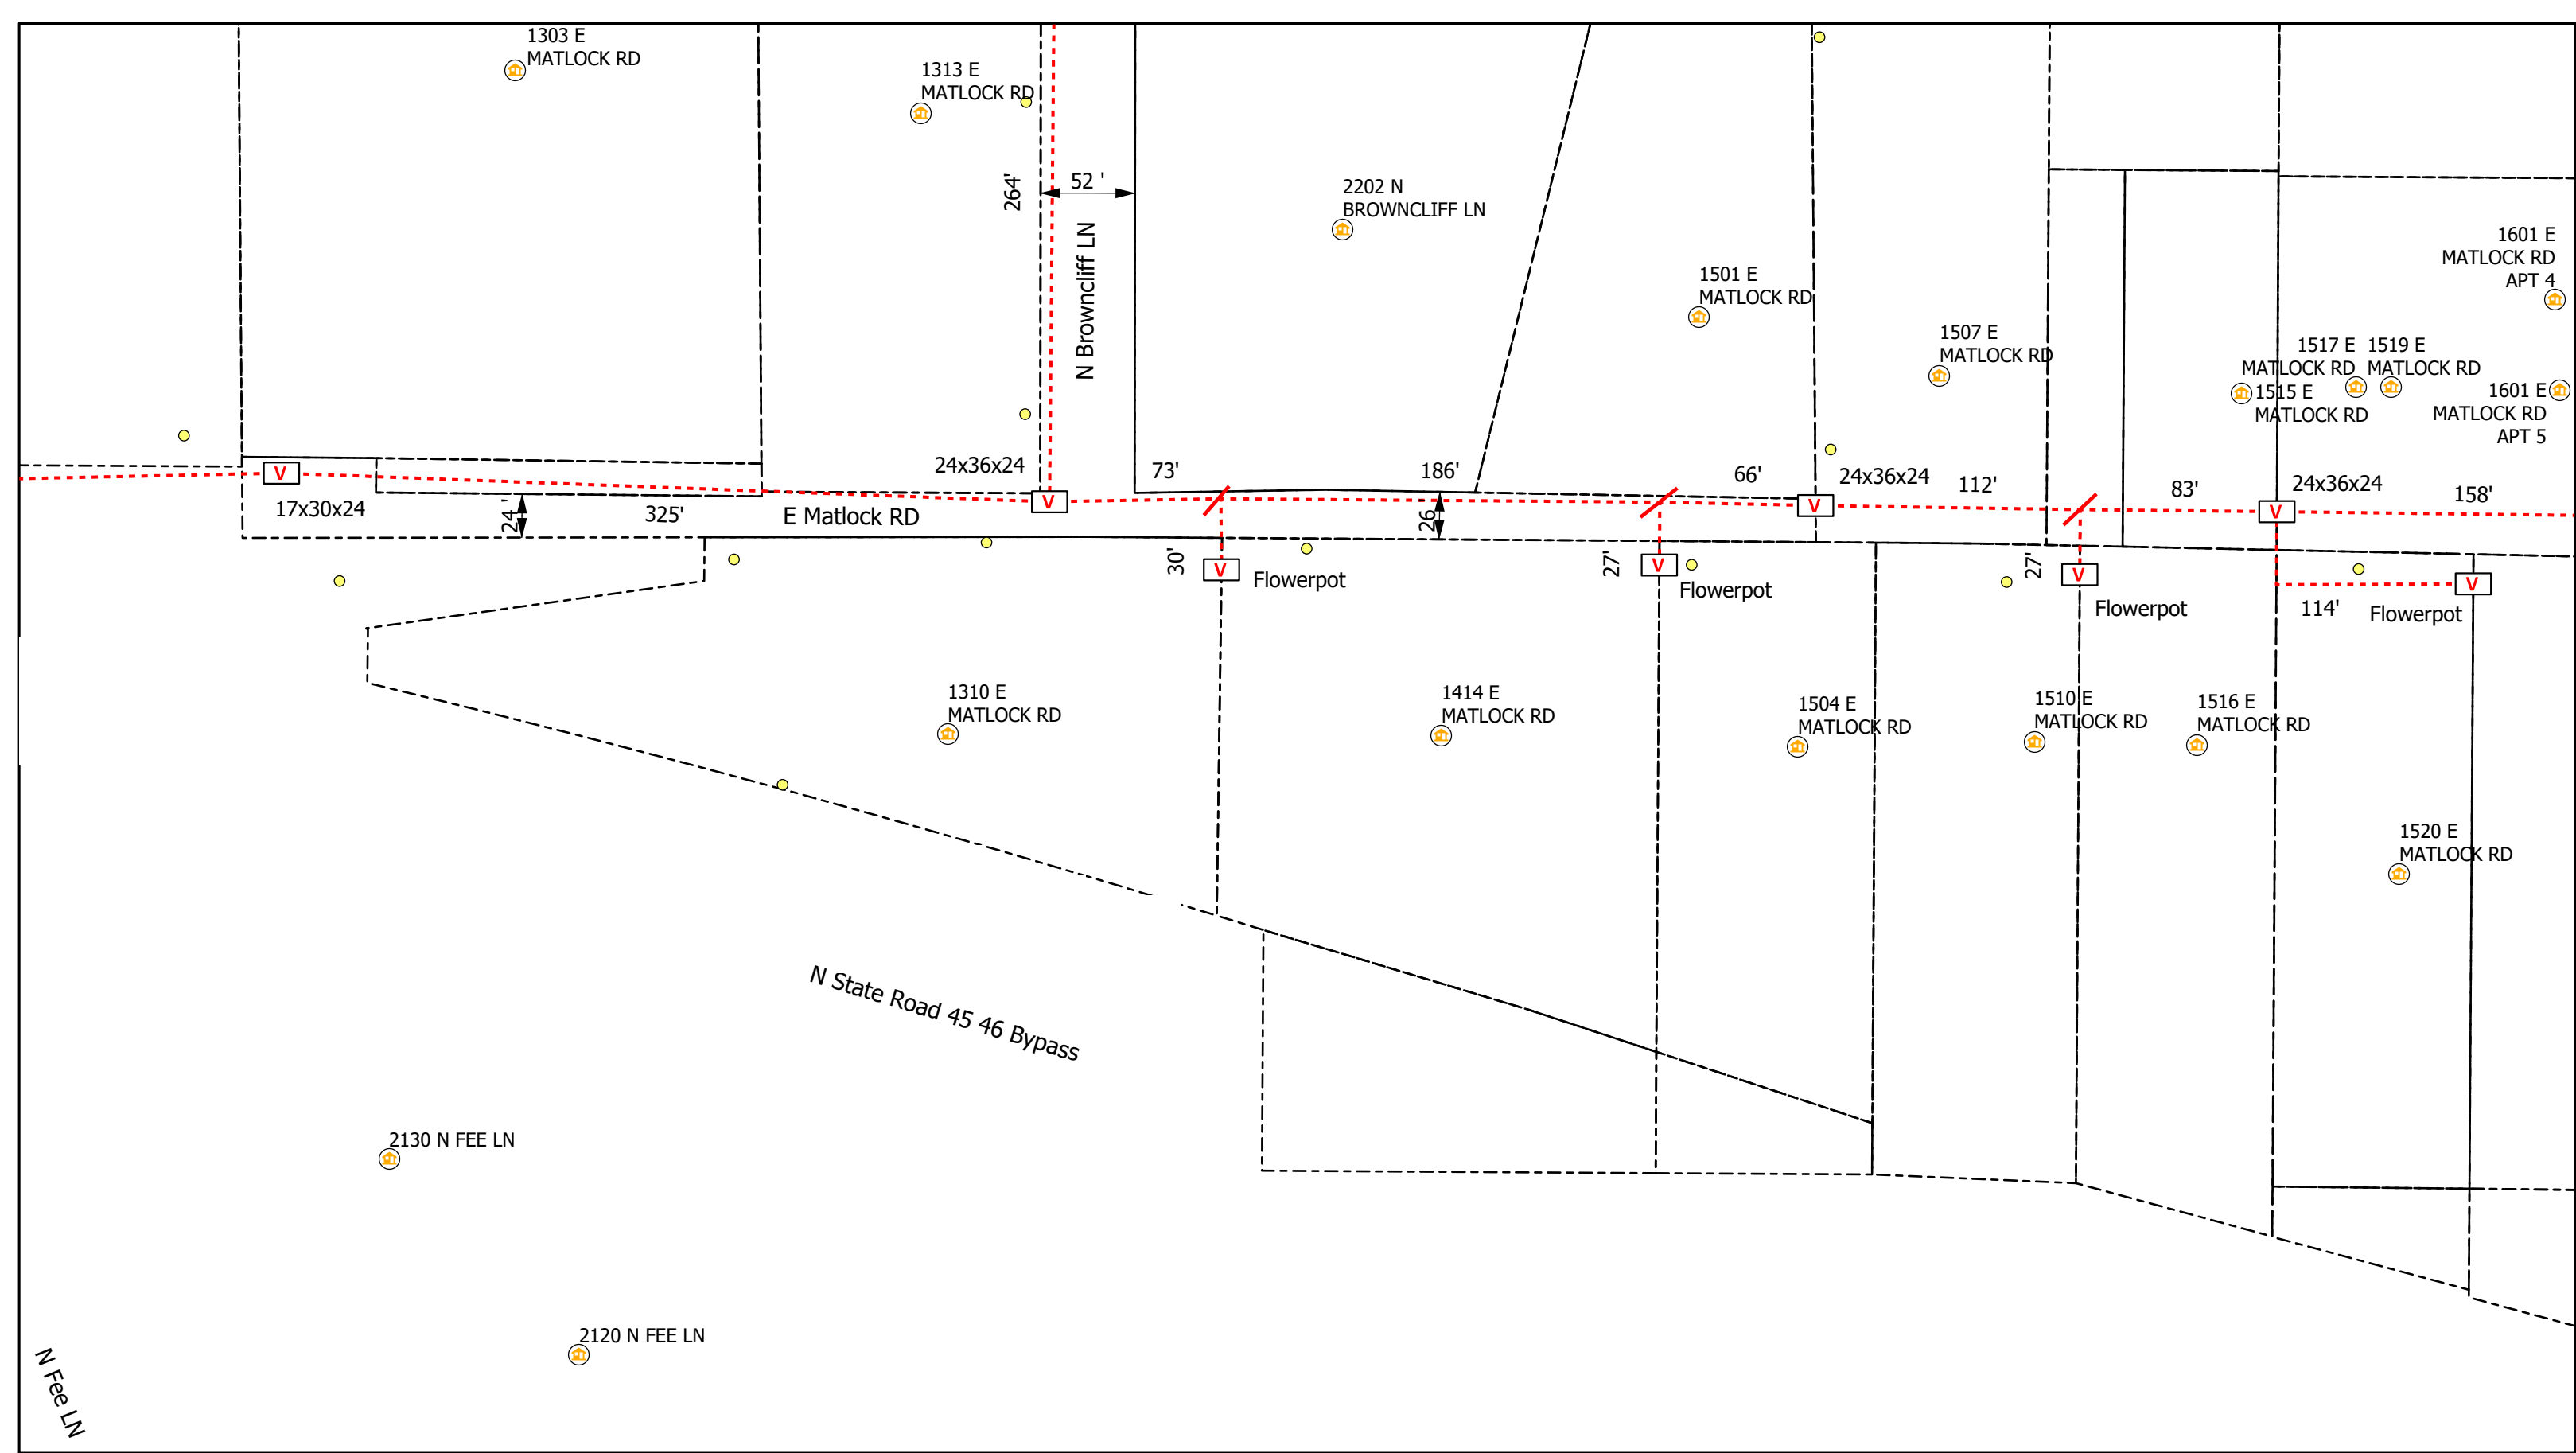 1303 E
MATLOCK RD
1313 E
MATLOCK RD
264'
52 '
N Browncliff LN
2202 N
BROWNCLIFF LN
1501 E
MATLOCK RD
1507 E
MATLOCK RD
1601 E
MATLOCK RD
APT 4
1517 E
MATLOCK RD
1519 E
MATLOCK RD
1515 E
MATLOCK RD
1601 E
MATLOCK RD
APT 5
V
17x30x24
24 '
325'
E Matlock RD
24x36x24
V
73'
186'
26 '
66'
V
24x36x24
112'
83'
24x36x24
V
158'
30'
V
Flowerpot
27'
V
Flowerpot
27'
V
Flowerpot
114'
V
Flowerpot
1310 E
MATLOCK RD
1414 E
MATLOCK RD
1504 E
MATLOCK RD
1510 E
MATLOCK RD
1516 E
MATLOCK RD
1520 E
MATLOCK RD
N State Road 45 46 Bypass
2130 N FEE LN
2120 N FEE LN
N Fee LN